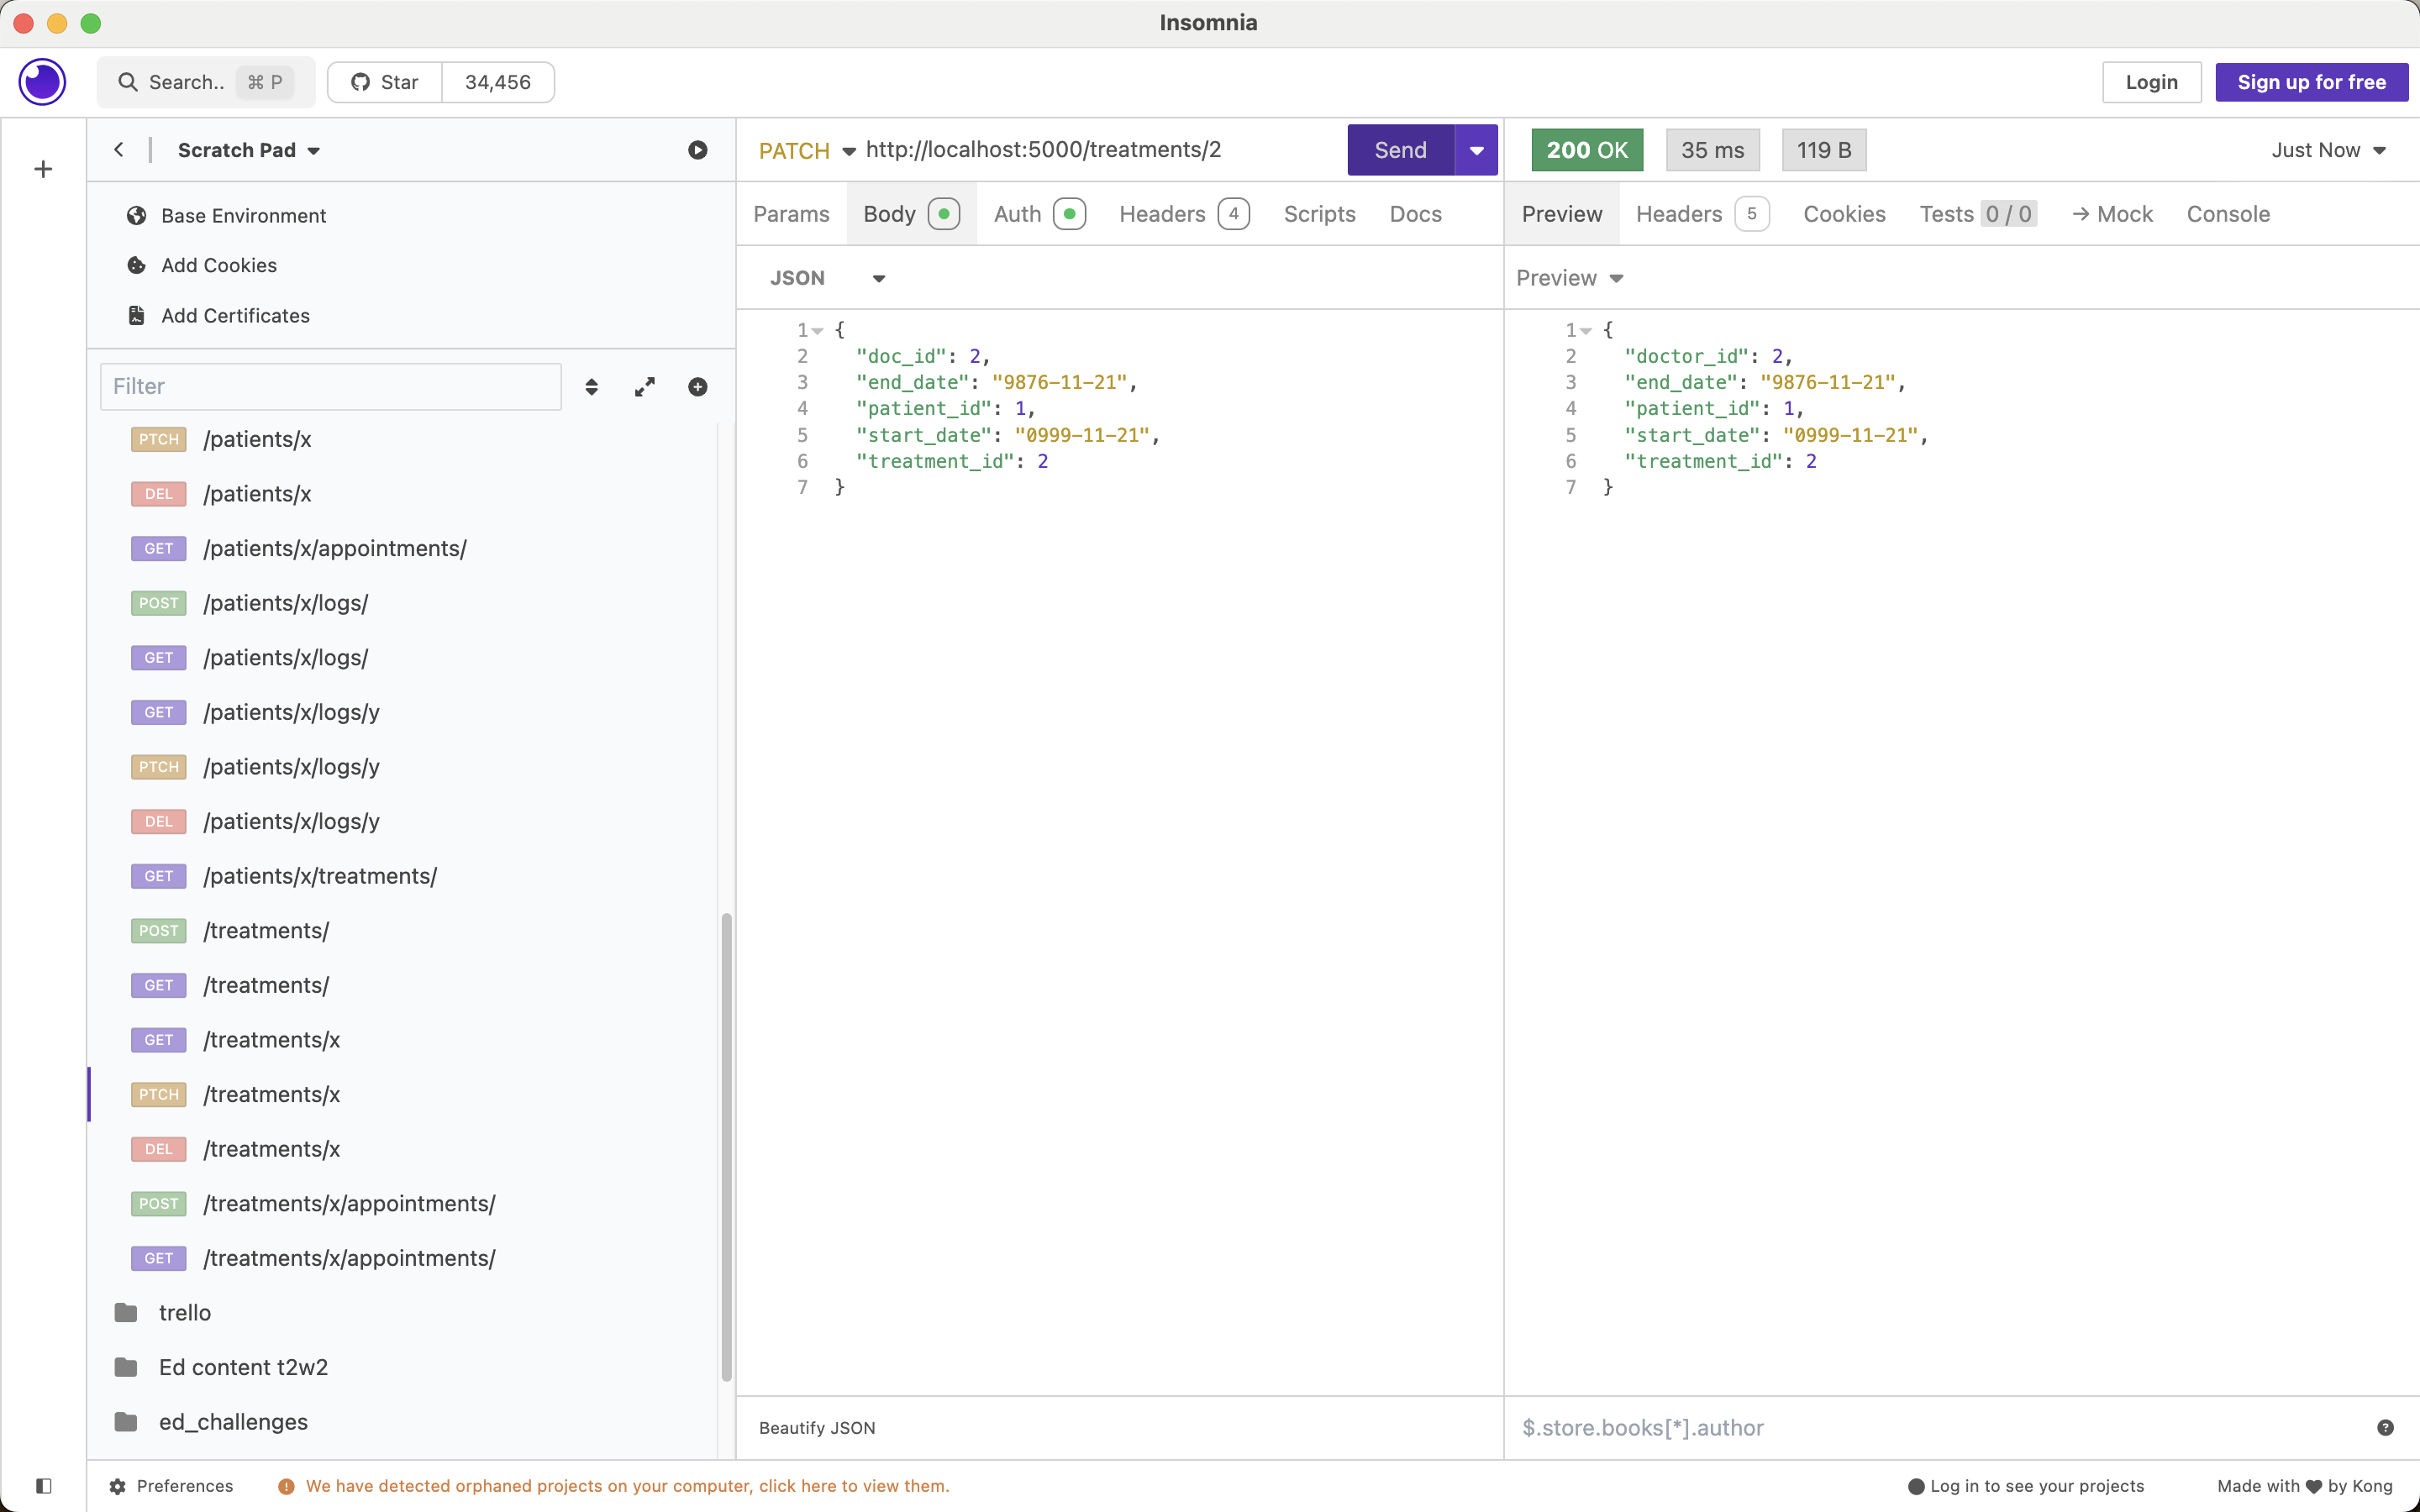 Insomnia
Search.. ⌘ P
Star 34,456
Login
Sign up for free
Scratch Pad
Base Environment
Add Cookies
Add Certificates
Filter
PTCH /patients/x
DEL /patients/x
GET /patients/x/appointments/
POST /patients/x/logs/
GET /patients/x/logs/
GET /patients/x/logs/y
PTCH /patients/x/logs/y
DEL /patients/x/logs/y
GET /patients/x/treatments/
POST /treatments/
GET /treatments/
GET /treatments/x
PTCH /treatments/x
DEL /treatments/x
POST /treatments/x/appointments/
GET /treatments/x/appointments/
trello
Ed content t2w2
ed_challenges
PATCH http://localhost:5000/treatments/2
Send
Params Body Auth Headers 4 Scripts Docs
JSON
1 {
2 "doc_id": 2,
3 "end_date": "9876-11-21",
4 "patient_id": 1,
5 "start_date": "0999-11-21",
6 "treatment_id": 2
7 }
Beautify JSON
200 OK 35 ms 119 B Just Now
Preview Headers 5 Cookies Tests 0 / 0 → Mock Console
Preview
1 {
2 "doctor_id": 2,
3 "end_date": "9876-11-21",
4 "patient_id": 1,
5 "start_date": "0999-11-21",
6 "treatment_id": 2
7 }
$.store.books[*].author
Preferences
We have detected orphaned projects on your computer, click here to view them.
Log in to see your projects
Made with ♥ by Kong